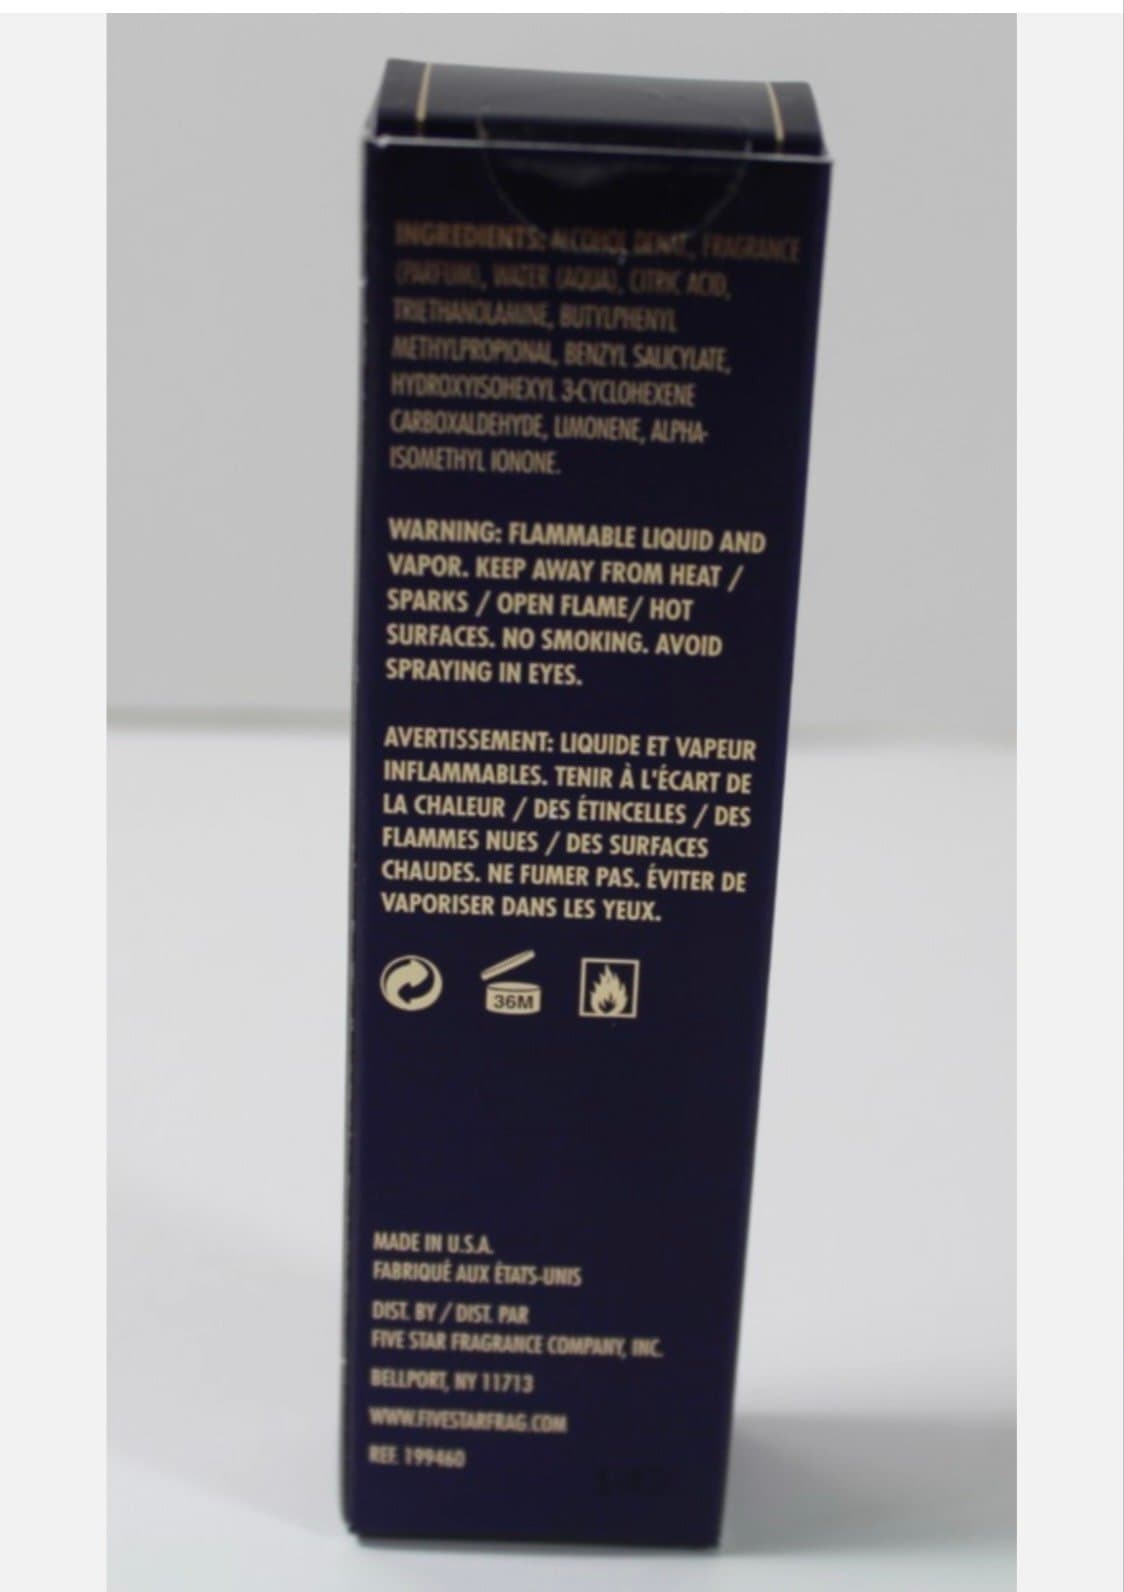 INGREDIENTS: ALCOHOL DENAT., FRAGRANCE
(PARFUM), WATER (AQUA), CITRIC ACID,
TRIETHANOLAMINE, BUTYLPHENYL
METHYLPROPIONAL, BENZYL SALICYLATE,
HYDROXYISOHEXYL 3-CYCLOHEXENE
CARBOXALDEHYDE, LIMONENE, ALPHA-
ISOMETHYL IONONE.
WARNING: FLAMMABLE LIQUID AND
VAPOR. KEEP AWAY FROM HEAT /
SPARKS / OPEN FLAME/ HOT
SURFACES. NO SMOKING. AVOID
SPRAYING IN EYES.
AVERTISSEMENT: LIQUIDE ET VAPEUR
INFLAMMABLES. TENIR À L'ÉCART DE
LA CHALEUR / DES ÉTINCELLES / DES
FLAMMES NUES / DES SURFACES
CHAUDES. NE FUMER PAS. ÉVITER DE
VAPORISER DANS LES YEUX.
36M
MADE IN U.S.A.
FABRIQUÉ AUX ÉTATS-UNIS
DIST. BY / DIST. PAR
FIVE STAR FRAGRANCE COMPANY, INC.
BELLPORT, NY 11713
WWW.FIVESTARFRAG.COM
REF. 199460